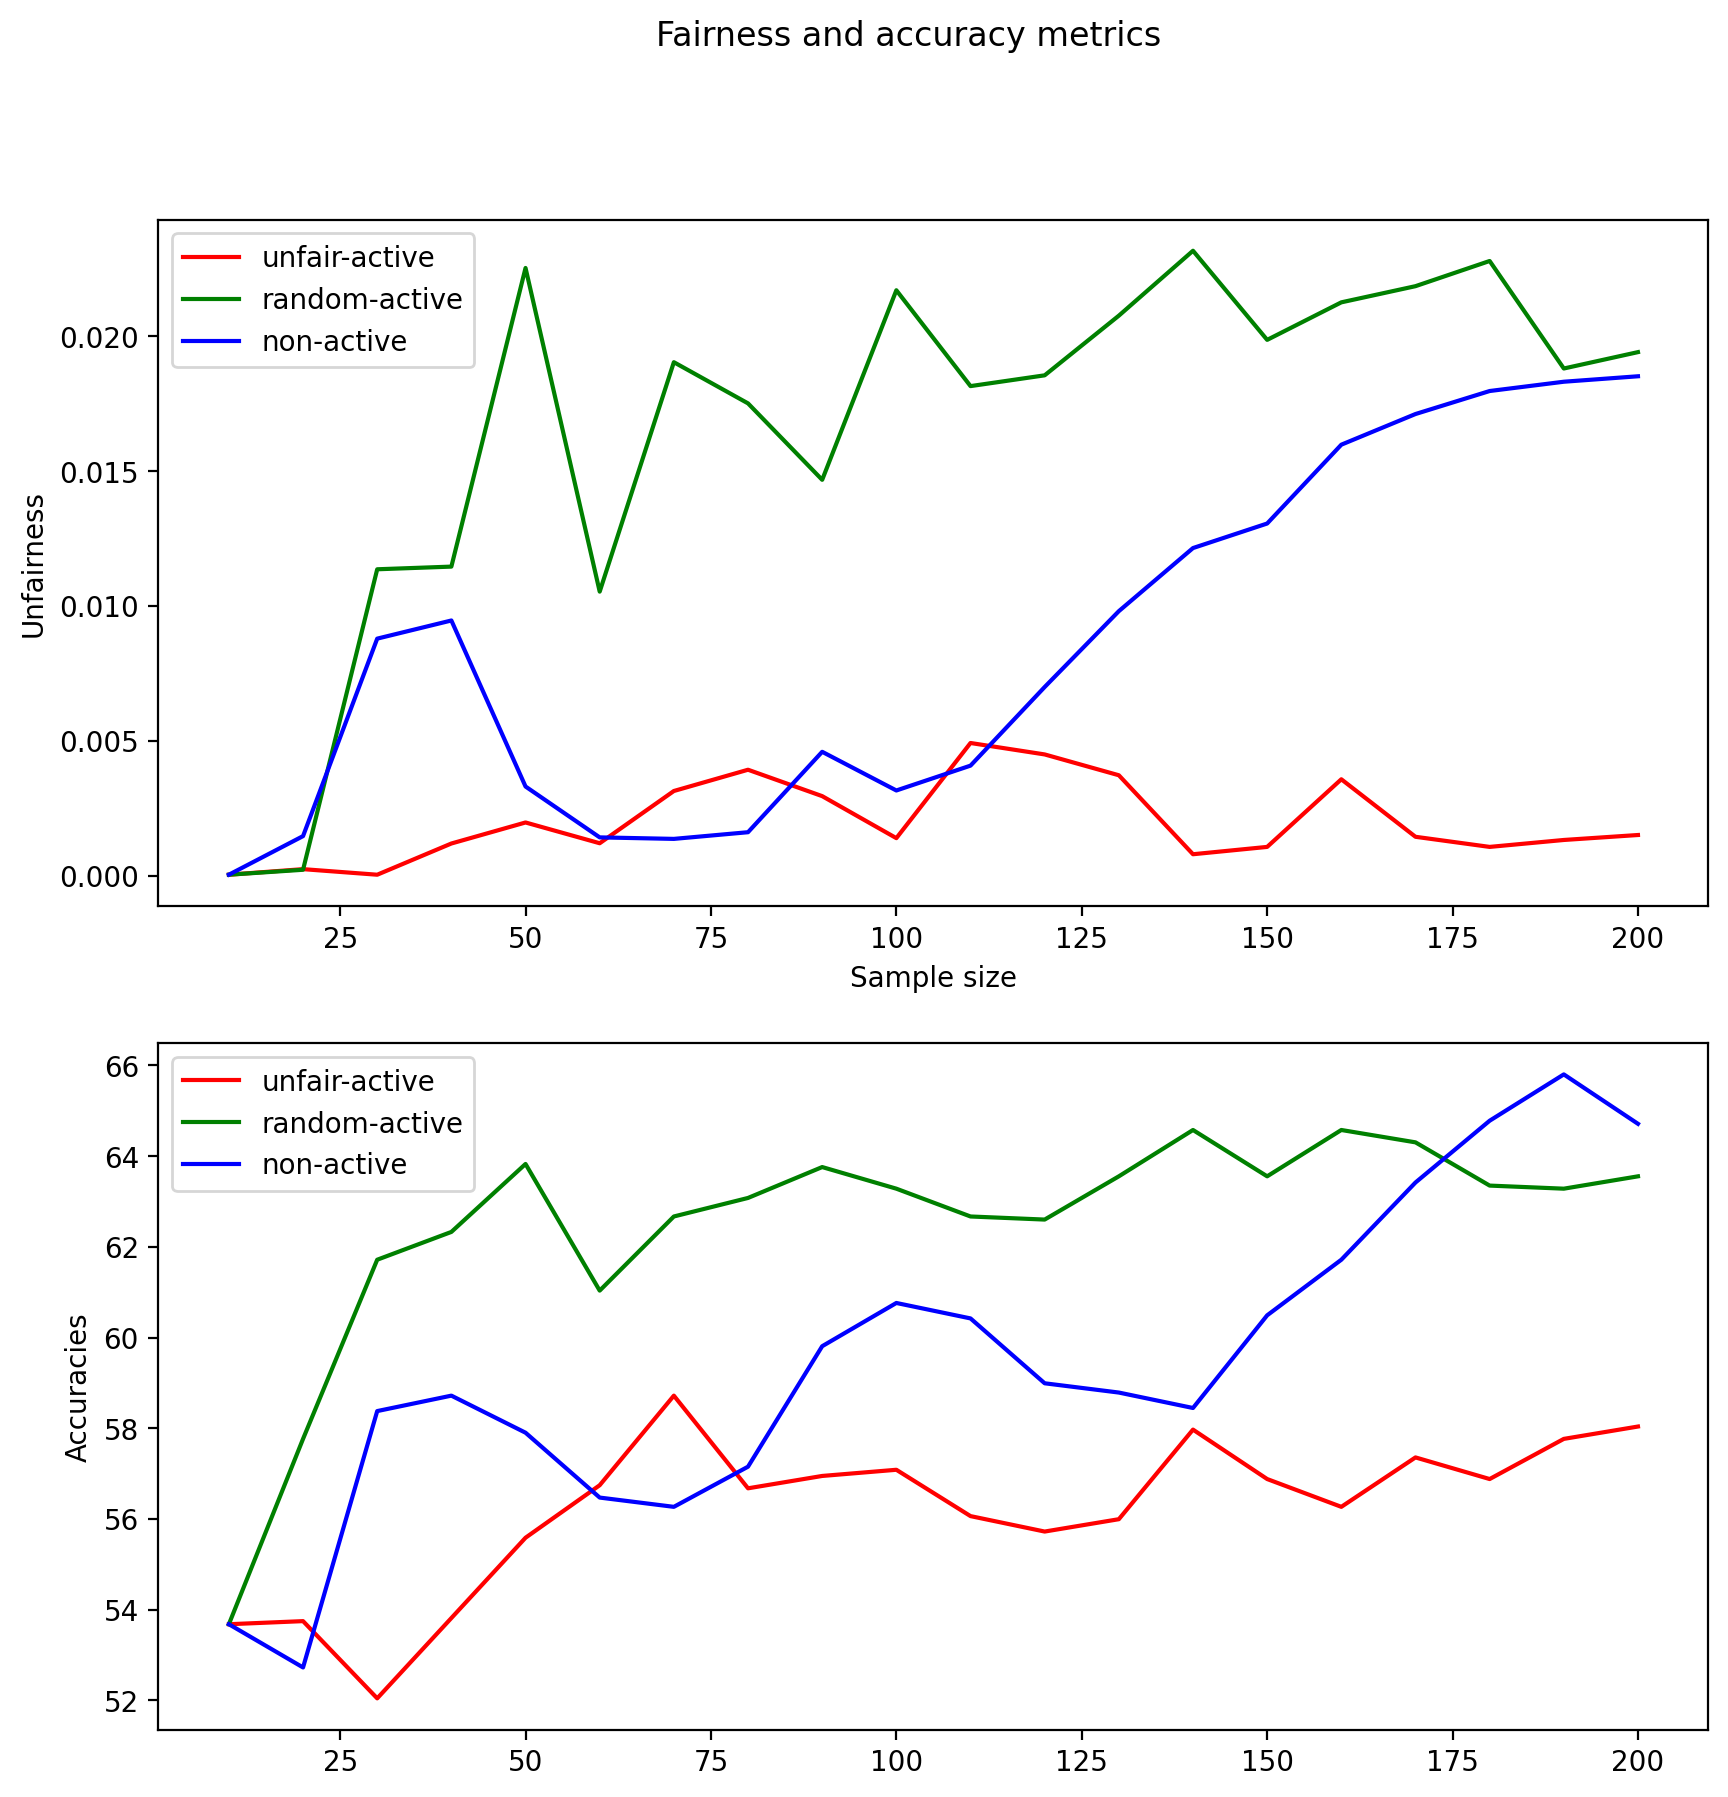 Fairness and accuracy metrics
unfair-active
random-active
non-active
0.020
0.015
0.010
0.005
0.000
Unfairness
25 50 75 100 125 150 175 200
Sample size
unfair-active
random-active
non-active
66
64
62
60
58
56
54
52
Accuracies
25 50 75 100 125 150 175 200